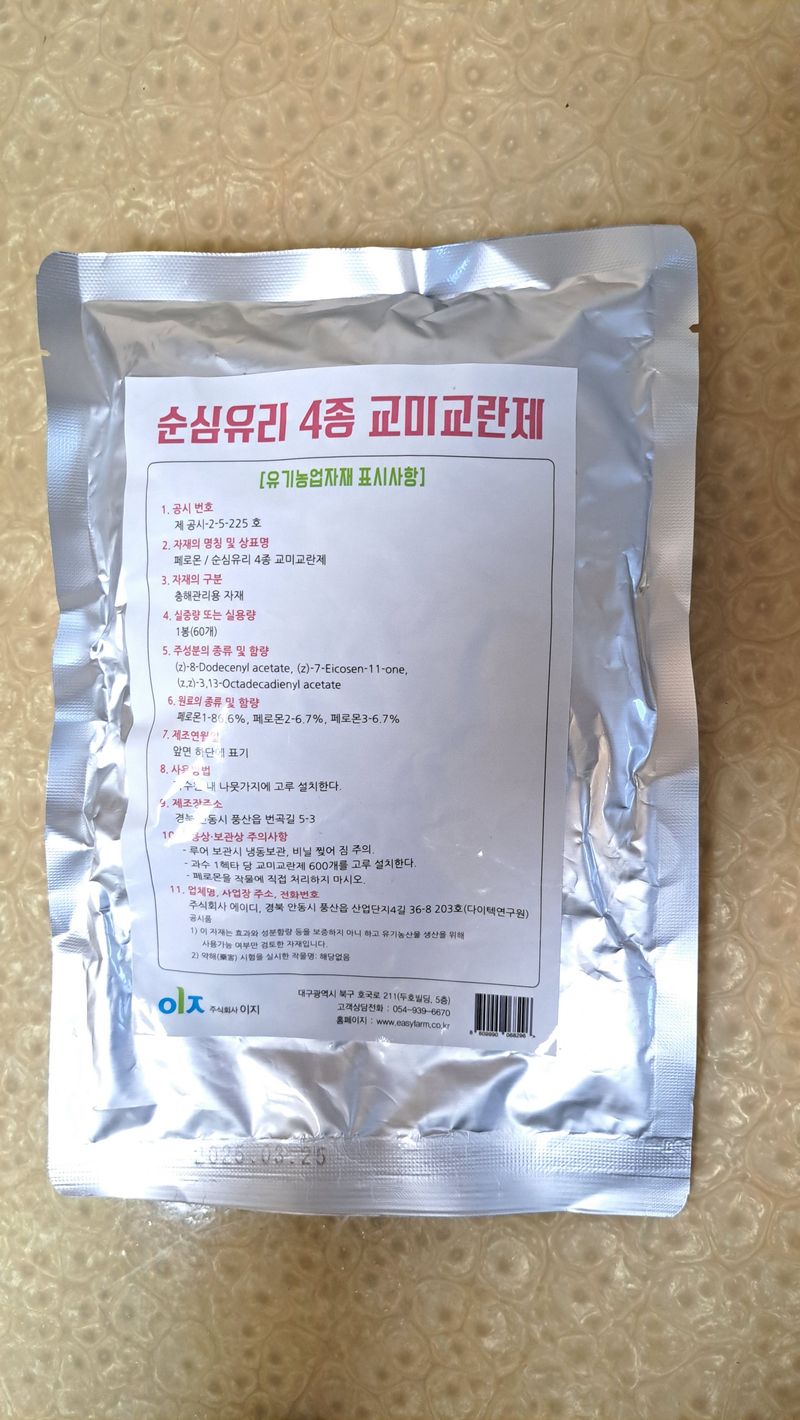 순심유리 4종 교미교란제
[유기농업자재 표시사항]
1. 공시 번호
제 공시-2-5-225 호
2. 자재의 명칭 및 상표명
페로몬 / 순심유리 4종 교미교란제
3. 자재의 구분
충해관리용 자재
4. 실중량 또는 실용량
1봉(60개)
5. 주성분의 종류 및 함량
(z)-8-Dodecenyl acetate, (z)-7-Eicosen-11-one,
(z,z)-3,13-Octadecadienyl acetate
6. 원료의 종류 및 함량
페로몬1-86.6%, 페로몬2-6.7%, 페로몬3-6.7%
7. 제조연월일
앞면 하단에 표기
8. 사용방법
내 나뭇가지에 고루 설치한다.
9. 제조장주소
경북 안동시 풍산읍 번곡길 5-3
10. 보관상 주의사항
- 루어 보관시 냉동보관, 비닐 찢어 짐 주의.
- 과수 1헥타 당 교미교란제 600개를 고루 설치한다.
- 페로몬을 작물에 직접 처리하지 마시오.
11. 업체명, 사업장 주소, 전화번호
주식회사 에이디, 경북 안동시 풍산읍 산업단지4길 36-8 203호(다이텍연구원)
공시품
1) 이 자재는 효과와 성분함량 등을 보증하지 아니 하고 유기농산물 생산을 위해
사용가능 여부만 검토한 자재입니다.
2) 약해(藥害) 시험을 실시한 작물명: 해당없음
이지 주식회사 이지
대구광역시 북구 호국로 211(두호빌딩, 5층)
고객상담전화 : 054-939-6670
홈페이지 : www.easyfarm.co.kr